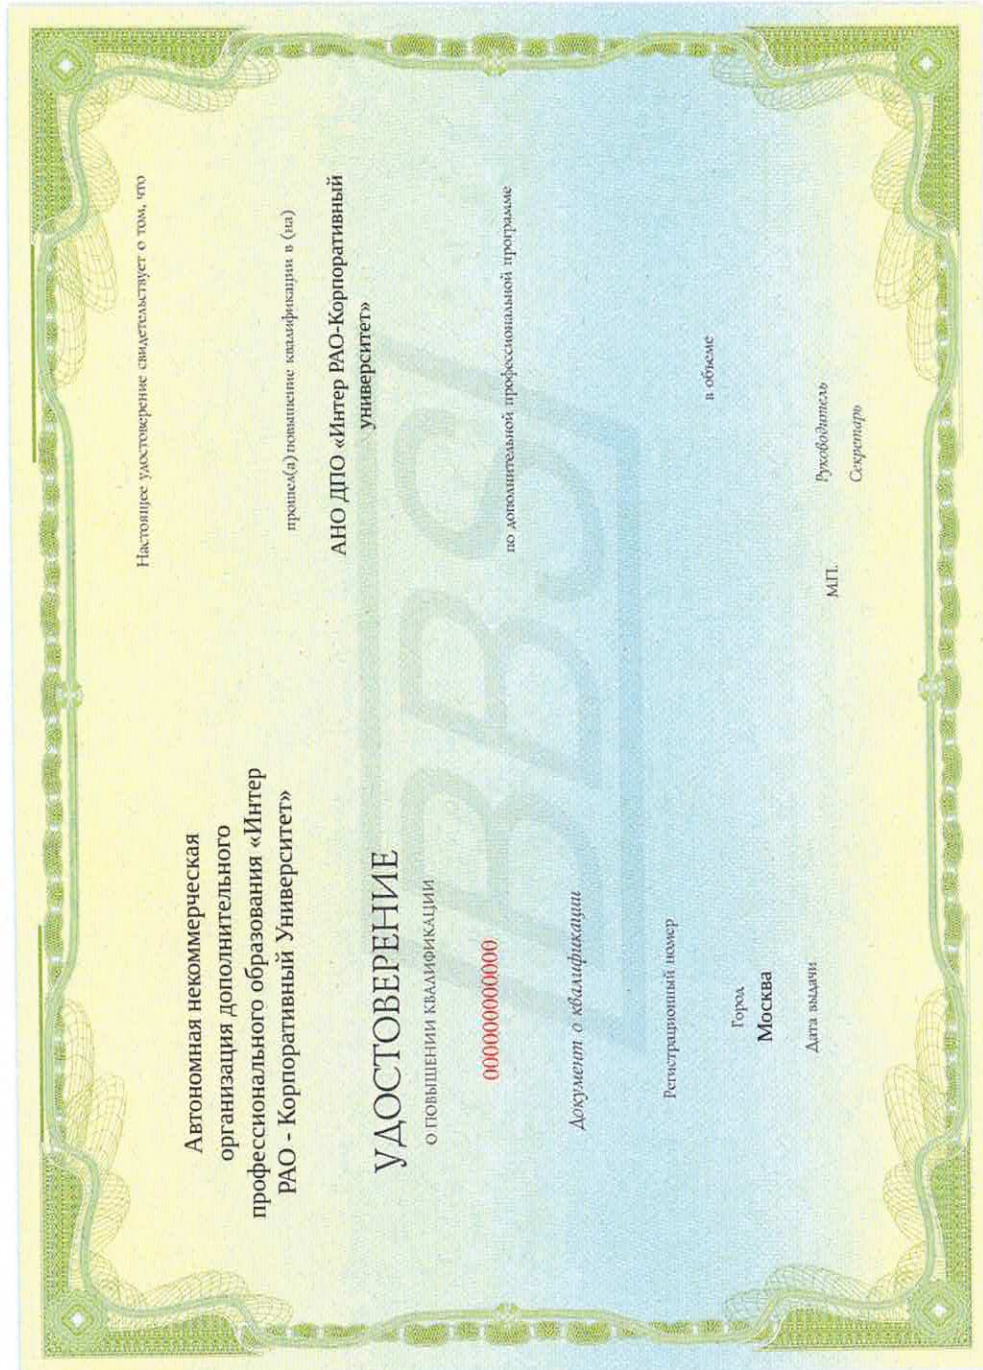 Автономная некоммерческая
организация дополнительного
профессионального образования «Интер
РАО - Корпоративный Университет»
УДОСТОВЕРЕНИЕ
О ПОВЫШЕНИИ КВАЛИФИКАЦИИ
000000000000
Документ о квалификации
Регистрационный номер
Город
Москва
Дата выдачи
Настоящее удостоверение свидетельствует о том, что
прошел(а) повышение квалификации в (на)
АНО ДПО «Интер РАО-Корпоративный
университет»
по дополнительной профессиональной программе
в объеме
М.П.
Руководитель
Секретарь
BBS